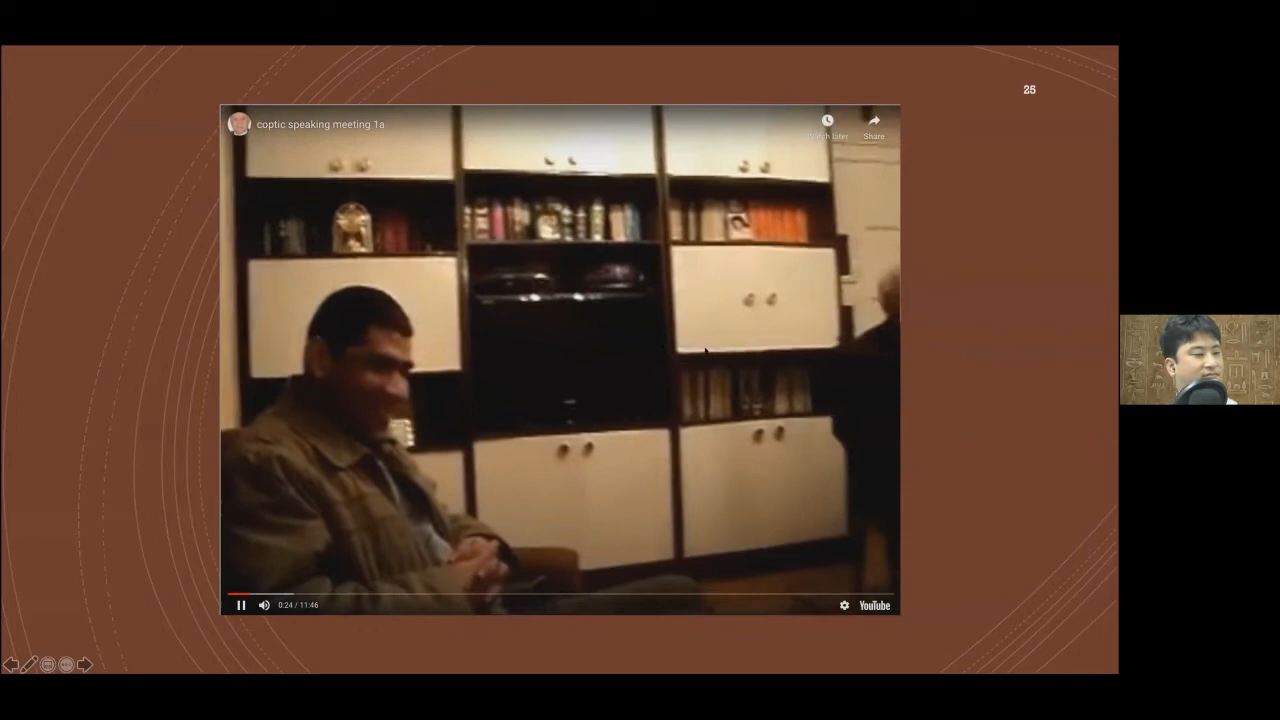 25
coptic speaking meeting 1a
Watch later
Share
0:24 / 11:46
YouTube